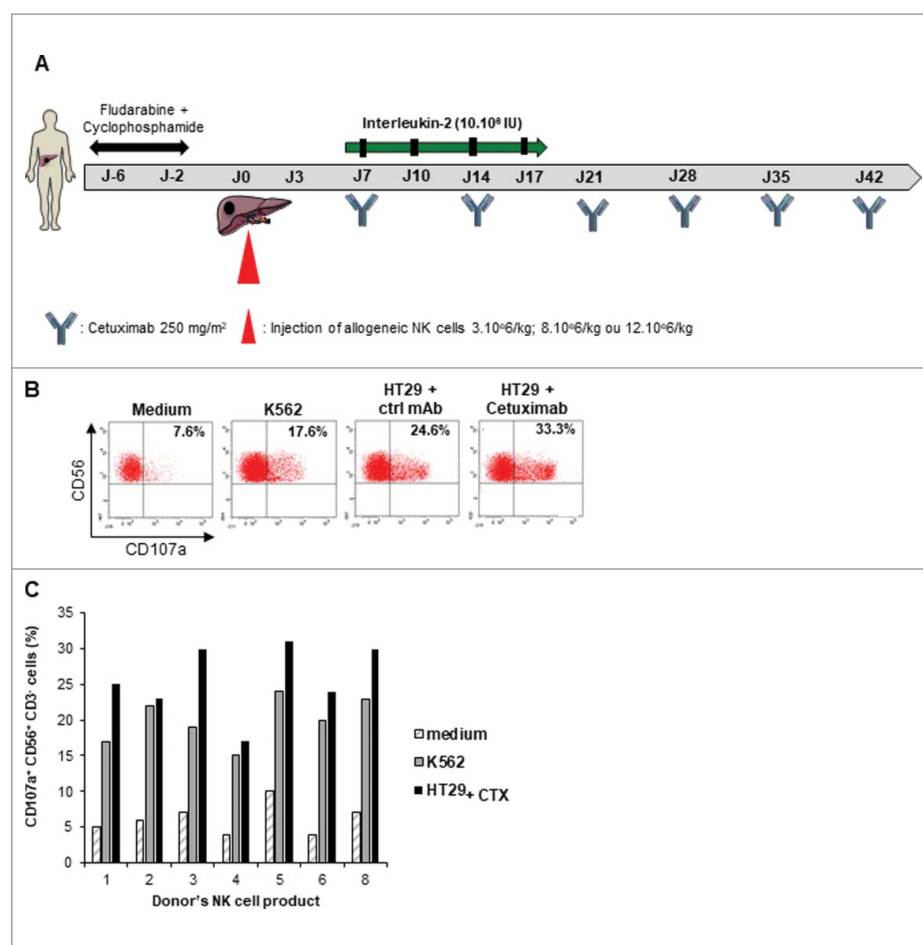 A
Fludarabine +
Cyclophosphamide
Interleukin-2 (10.10⁶ IU)
J-6 J-2 J0 J3 J7 J10 J14 J17 J21 J28 J35 J42
: Cetuximab 250 mg/m² : Injection of allogeneic NK cells 3.10e6/kg; 8.10e6/kg ou 12.10e6/kg
B
Medium K562 HT29 + ctrl mAb HT29 + Cetuximab
7.6% 17.6% 24.6% 33.3%
CD56
CD107a
C
CD107a⁺ CD56⁺ CD3⁻ cells (%)
35
30
25
20
15
10
5
0
1 2 3 4 5 6 8
Donor's NK cell product
medium
K562
HT29+ CTX